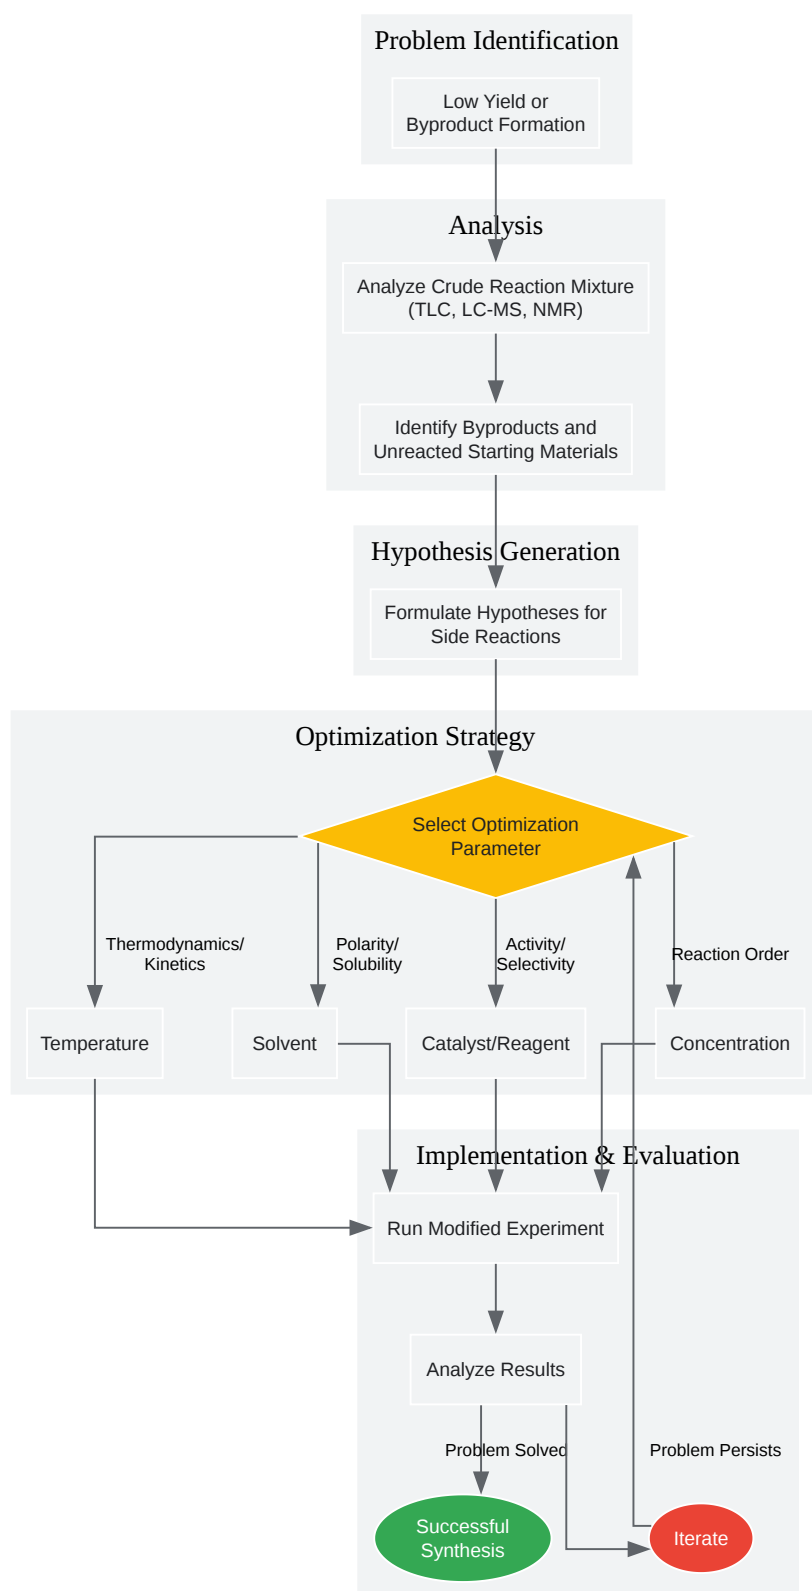 Problem Identification
Low Yield or
Byproduct Formation
Analysis
Analyze Crude Reaction Mixture
(TLC, LC-MS, NMR)
Identify Byproducts and
Unreacted Starting Materials
Hypothesis Generation
Formulate Hypotheses for
Side Reactions
Optimization Strategy
Select Optimization
Parameter
Thermodynamics/
Kinetics
Polarity/
Solubility
Activity/
Selectivity
Reaction Order
Temperature
Solvent
Catalyst/Reagent
Concentration
Implementation & Evaluation
Run Modified Experiment
Analyze Results
Problem Solved
Problem Persists
Successful
Synthesis
Iterate